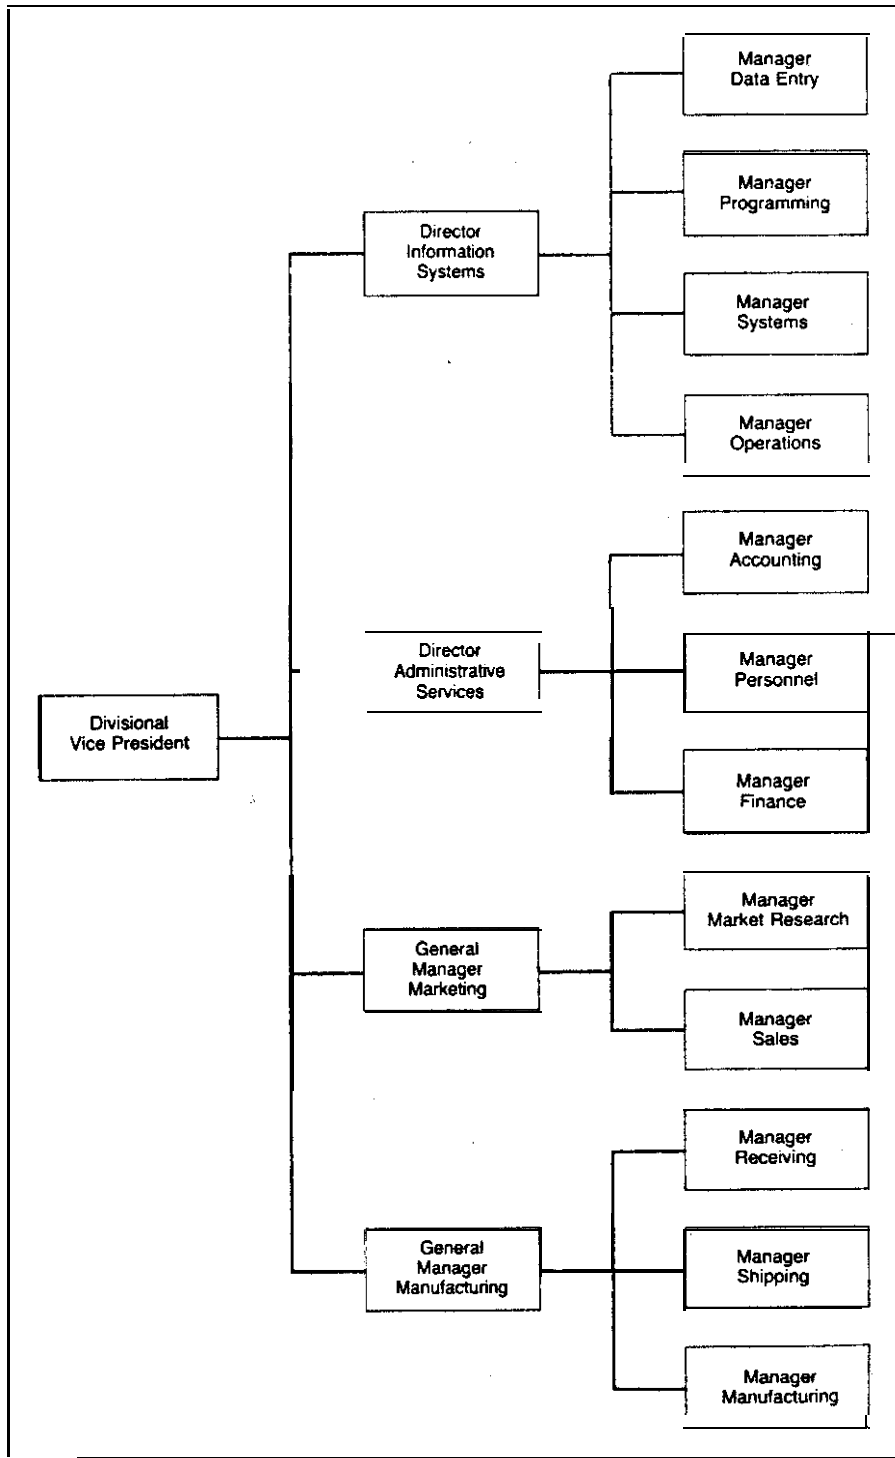 Manager
Data Entry
Manager
Programming
Director
Information
Systems
Manager
Systems
Manager
Operations
Manager
Accounting
Director
Administrative
Services
Manager
Personnel
Divisional
Vice President
Manager
Finance
Manager
Market Research
General
Manager
Marketing
Manager
Sales
Manager
Receiving
General
Manager
Manufacturing
Manager
Shipping
Manager
Manufacturing